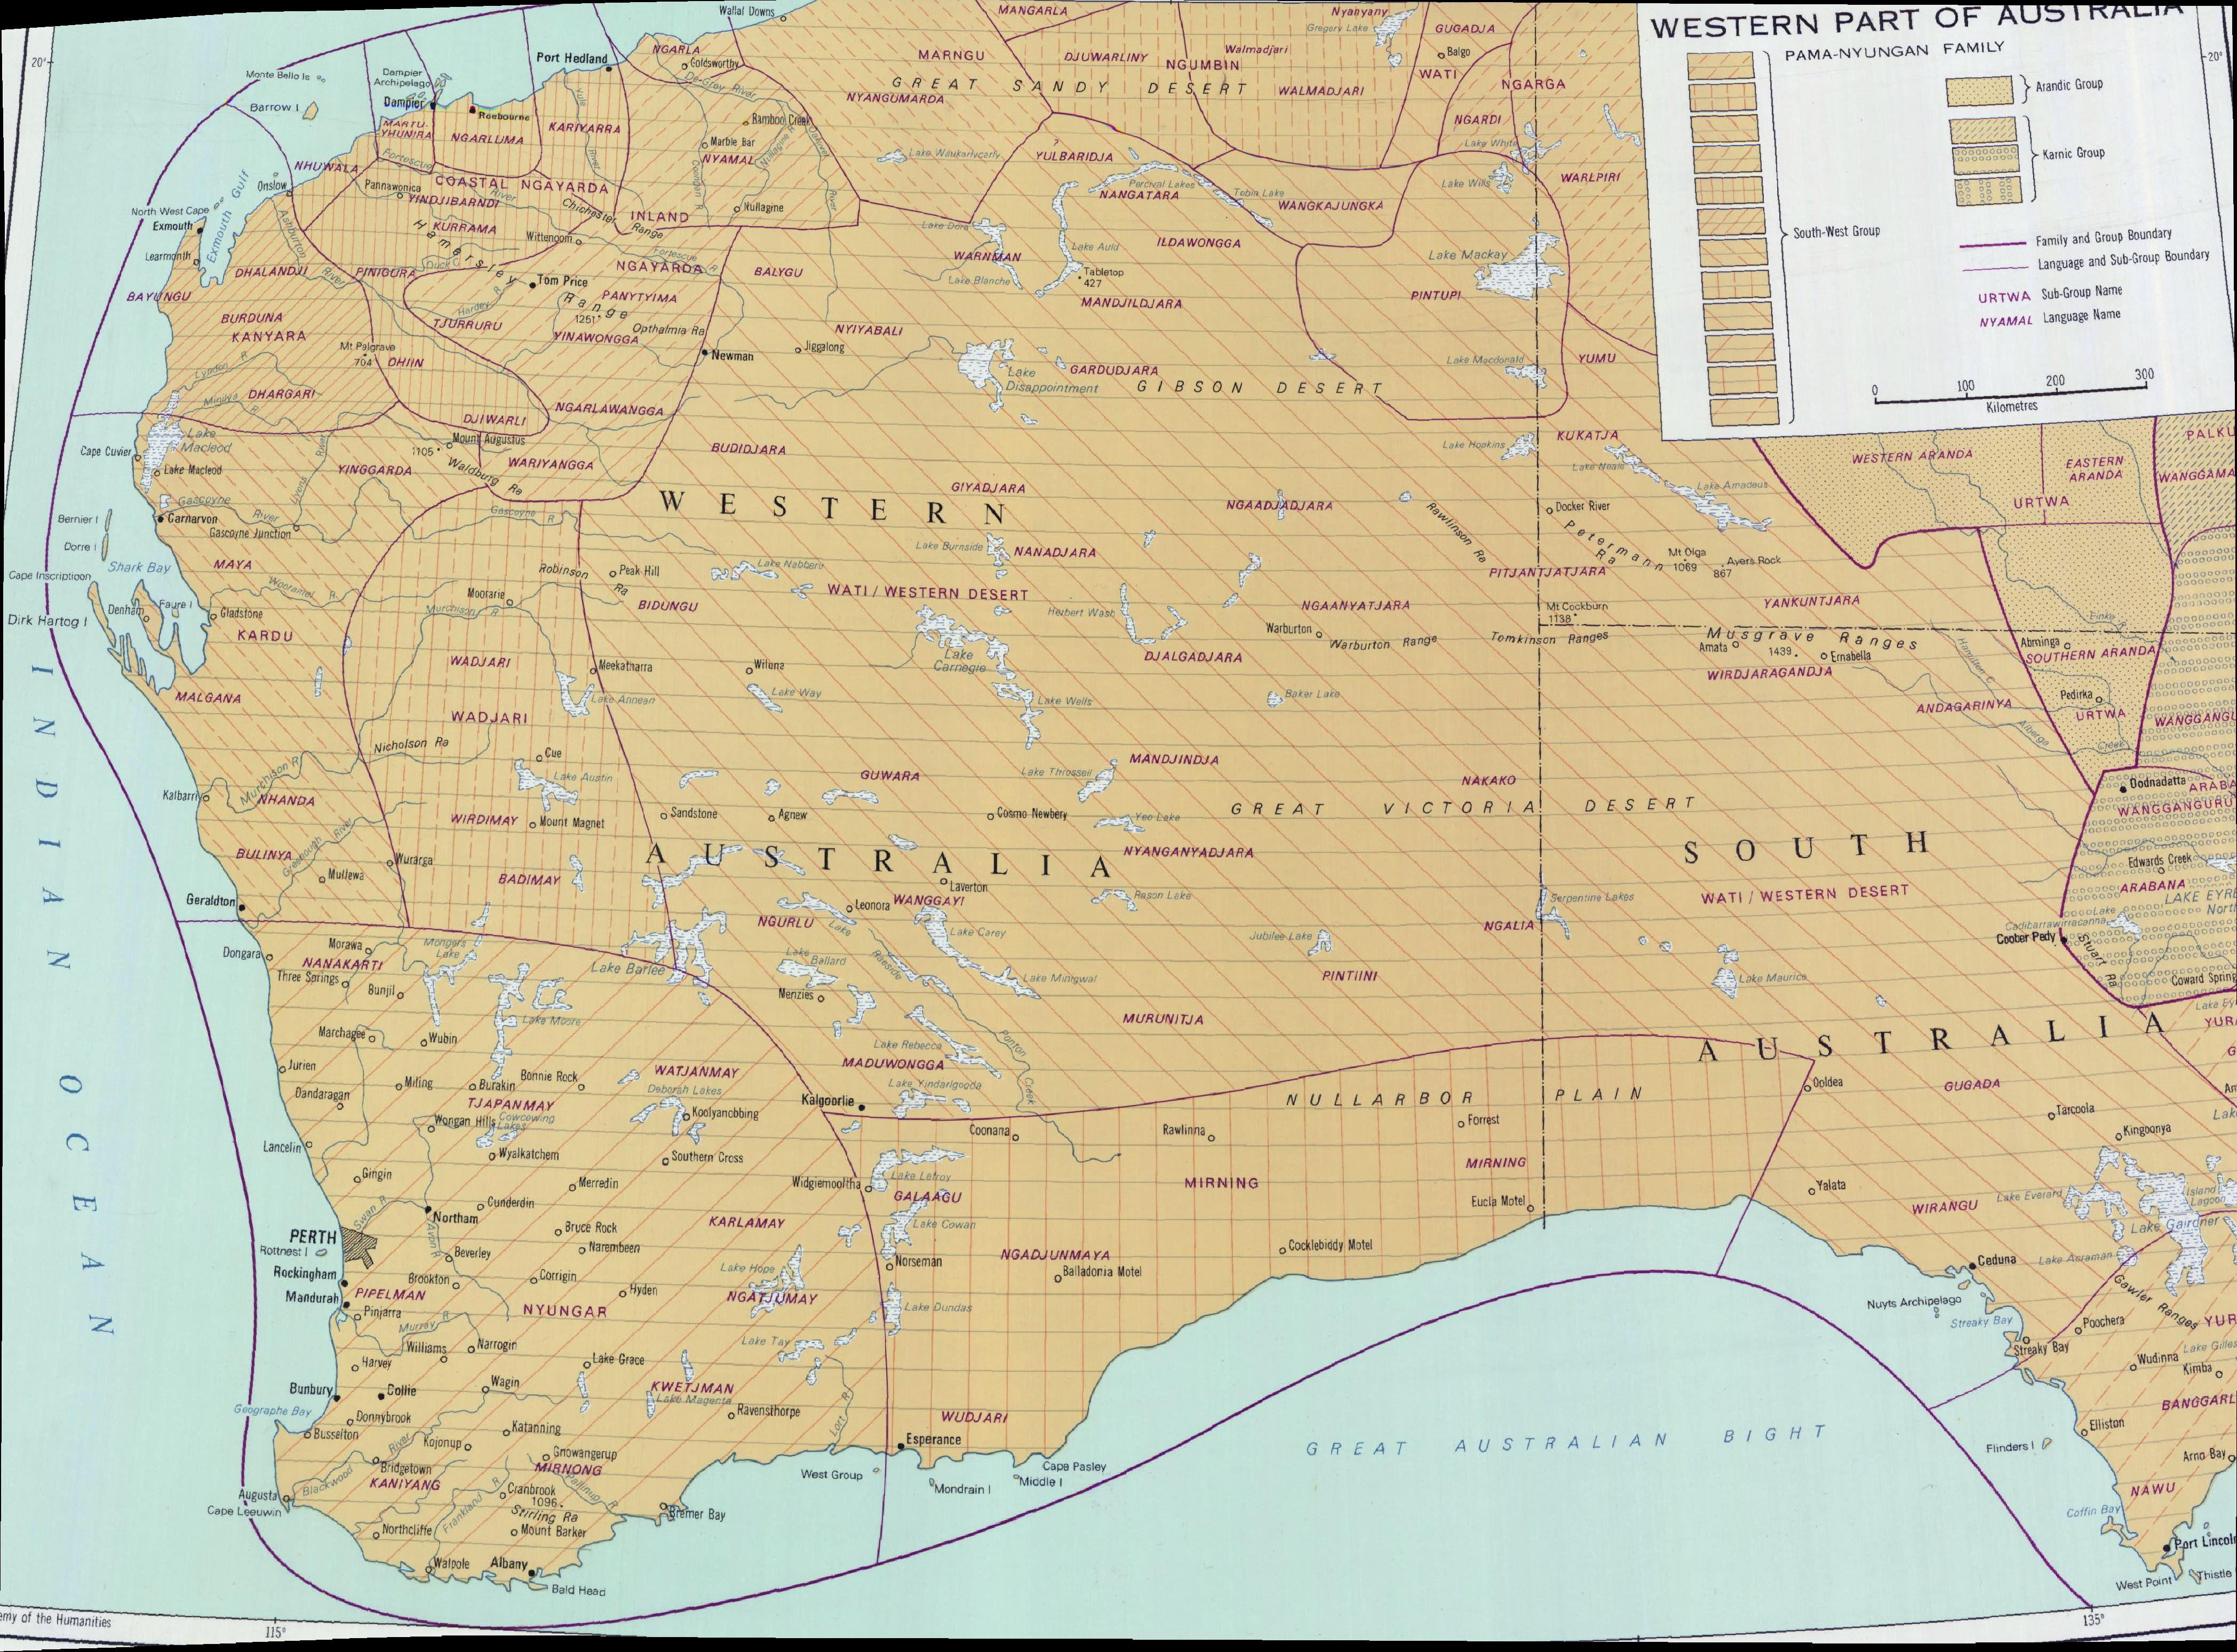 WESTERN PART OF AUSTRALIA
PAMA-NYUNGAN FAMILY
South-West Group
Arandic Group
Karnic Group
Family and Group Boundary
Language and Sub-Group Boundary
URTWA Sub-Group Name
NYAMAL Language Name
0 100 200 300
Kilometres
20°
20°
Wallal Downs
MANGARLA
Nyanyany
Gregory Lake
GUGADJA
Balgo
Port Hedland
NGARLA
Goldsworthy
De Grey River
MARNGU
DJUWARLINY
Walmadjari
NGUMBIN
WATI
NGARGA
GREAT SANDY DESERT
NYANGUMARDA
WALMADJARI
NGARDI
Monte Bello Is
Barrow I
Dampier Archipelago
Dampier
Roebourne
MARTU-YHUNIRA
NGARLUMA
KARIYARRA
Yule River
Bamboo Creek
Marble Bar
NYAMAL
Nullagine R
Oakover River
Coongan R
Nullagine
Lake Waukarlycarly
YULBARIDJA
Percival Lakes
NANGATARA
Tobin Lake
WANGKAJUNGKA
Lake White
Lake Wills
WARLPIRI
NHUWALA
Onslow
Fortescue River
Pannawonica
COASTAL NGAYARDA
YINDJIBARNDI
KURRAMA
Chichester Range
INLAND
NGAYARDA
Wittenoom
Fortescue R
Hamersley Range
Duck C
North West Cape
Exmouth
Exmouth Gulf
Learmonth
Ashburton River
DHALANDJI
PINIGURA
BAYUNGU
BURDUNA
KANYARA
Tom Price
1251
PANYTYIMA
BALYGU
Hardey R
TJURRURU
YINAWONGGA
Opthalmia Ra
Newman
Jiggalong
NYIYABALI
Lake Dora
WARNMAN
Lake Blanche
Lake Auld
Tabletop
427
ILDAWONGGA
MANDJILDJARA
PINTUPI
Lake Mackay
Lake Macdonald
YUMU
Mt Palgrave
704
DHIIN
Lyndon R
Minilya R
DHARGARI
DJIWARLI
NGARLAWANGGA
Lake Disappointment
GARDUDJARA
GIBSON DESERT
Lake Macleod
Cape Cuvier
Lake Macleod
Mount Augustus
1105
Waldburg Ra
YINGGARDA
Lyons River
WARIYANGGA
BUDIDJARA
KUKATJA
Lake Hopkins
Lake Neale
Lake Amadeus
WESTERN ARANDA
EASTERN ARANDA
URTWA
PALKU
WANGGAMA
Bernier I
Dorre I
Gascoyne River
Carnarvon
Gascoyne Junction
Gascoyne R
WESTERN
GIYADJARA
NGAADJADJARA
Rawlinson Ra
Docker River
Petermann Ra
Mt Olga
1069
Ayers Rock
867
Shark Bay
Cape Inscription
Dirk Hartog I
Denham
Faure I
Gladstone
MAYA
Wooramel R
KARDU
Robinson Ra
Peak Hill
Moorarie
Murchison R
BIDUNGU
Lake Nabberu
Lake Burnside
NANADJARA
WATI / WESTERN DESERT
Herbert Wash
NGAANYATJARA
PITJANTJATJARA
YANKUNTJARA
Mt Cockburn
1138
Warburton
Warburton Range
Tomkinson Ranges
Musgrave Ranges
Amata
1439
Ernabella
Finke R
Hamilton C
Abminga
SOUTHERN ARANDA
WADJARI
Meekatharra
Wiluna
Lake Carnegie
DJALGADJARA
WIRDJARAGANDJA
ANDAGARINYA
Pedirka
URTWA
WANGGANGU
Alberga Creek
MALGANA
Lake Annean
Lake Way
Lake Wells
Baker Lake
WADJARI
Nicholson Ra
Murchison R
Kalbarri
NHANDA
Cue
Lake Austin
GUWARA
Lake Throssell
MANDJINDJA
NAKAKO
Oodnadatta
ARABA
WANGGANGURU
WIRDIMAY
Mount Magnet
Sandstone
Agnew
Cosmo Newbery
Yeo Lake
GREAT VICTORIA DESERT
BULINYA
Greenough River
Mullewa
Wurarga
BADIMAY
AUSTRALIA
NYANGANYADJARA
SOUTH
Edwards Creek
ARABANA
LAKE EYRE
North
Geraldton
Laverton
Leonora
WANGGAYI
Rason Lake
NGURLU
Serpentine Lakes
WATI / WESTERN DESERT
NGALIA
Lake Cadibarrawirracanna
Coober Pedy
Stuart Ra
Coward Spring
Dongara
Morawa
NANAKARTI
Three Springs
Bunjil
Mongers Lake
Lake Barlee
Lake Ballard
Lake Raeside
Lake Carey
Menzies
Lake Minigwal
Jubilee Lake
PINTIINI
Lake Maurice
Marchagee
Wubin
Lake Moore
MURUNITJA
Lake Rebecca
MADUWONGGA
Ponton Creek
AUSTRALIA
Lake Ey
YUR
Jurien
Dandaragan
Miling
Burakin
Bonnie Rock
TJAPANMAY
WATJANMAY
Deborah Lakes
Koolyanobbing
Lake Yindarlgooda
Kalgoorlie
NULLARBOR PLAIN
Ooldea
GUGADA
Tarcoola
Kingoonya
Wongan Hills
Cowcowing Lakes
Lancelin
Wyalkatchem
Southern Cross
Coonana
Rawlinna
Forrest
Gingin
Cunderdin
Merredin
Widgiemooltha
Lake Lefroy
GALAAGU
MIRNING
MIRNING
Eucla Motel
Yalata
WIRANGU
Lake Everard
Island Lagoon
Lake Gairdner
Swan R
Northam
Avon R
PERTH
Rottnest I
Bruce Rock
KARLAMAY
Lake Cowan
Beverley
Narembeen
Norseman
NGADJUNMAYA
Balladonia Motel
Cocklebiddy Motel
Ceduna
Lake Acraman
Gawler Ranges
Rockingham
Brookton
Corrigin
Lake Hope
Mandurah
PIPELMAN
Pinjarra
Hyden
NYUNGAR
NGATJUMAY
Lake Dundas
Nuyts Archipelago
Streaky Bay
Poochera
YUR
Murray R
Williams
Narrogin
Lake Tay
Streaky Bay
Wudinna
Lake Gilles
Kimba
Harvey
Lake Grace
Bunbury
Collie
Wagin
KWETJMAN
Lake Magenta
Ravensthorpe
Lort R
WUDJARI
Geographe Bay
Donnybrook
Busselton
Kojonup
Katanning
Esperance
GREAT AUSTRALIAN BIGHT
BANGGARL
Elliston
Flinders I
Arno Bay
Gnowangerup
MIRNONG
Bridgetown
KANIYANG
Blackwood River
Cranbrook
1096
Stirling Ra
Pallinup R
Frankland R
West Group
Mondrain I
Middle I
Cape Pasley
NAWU
Coffin Bay
Augusta
Cape Leeuwin
Northcliffe
Mount Barker
Bremer Bay
Port Lincoln
Walpole
Albany
Bald Head
West Point
Thistle
INDIAN OCEAN
emy of the Humanities
115°
135°